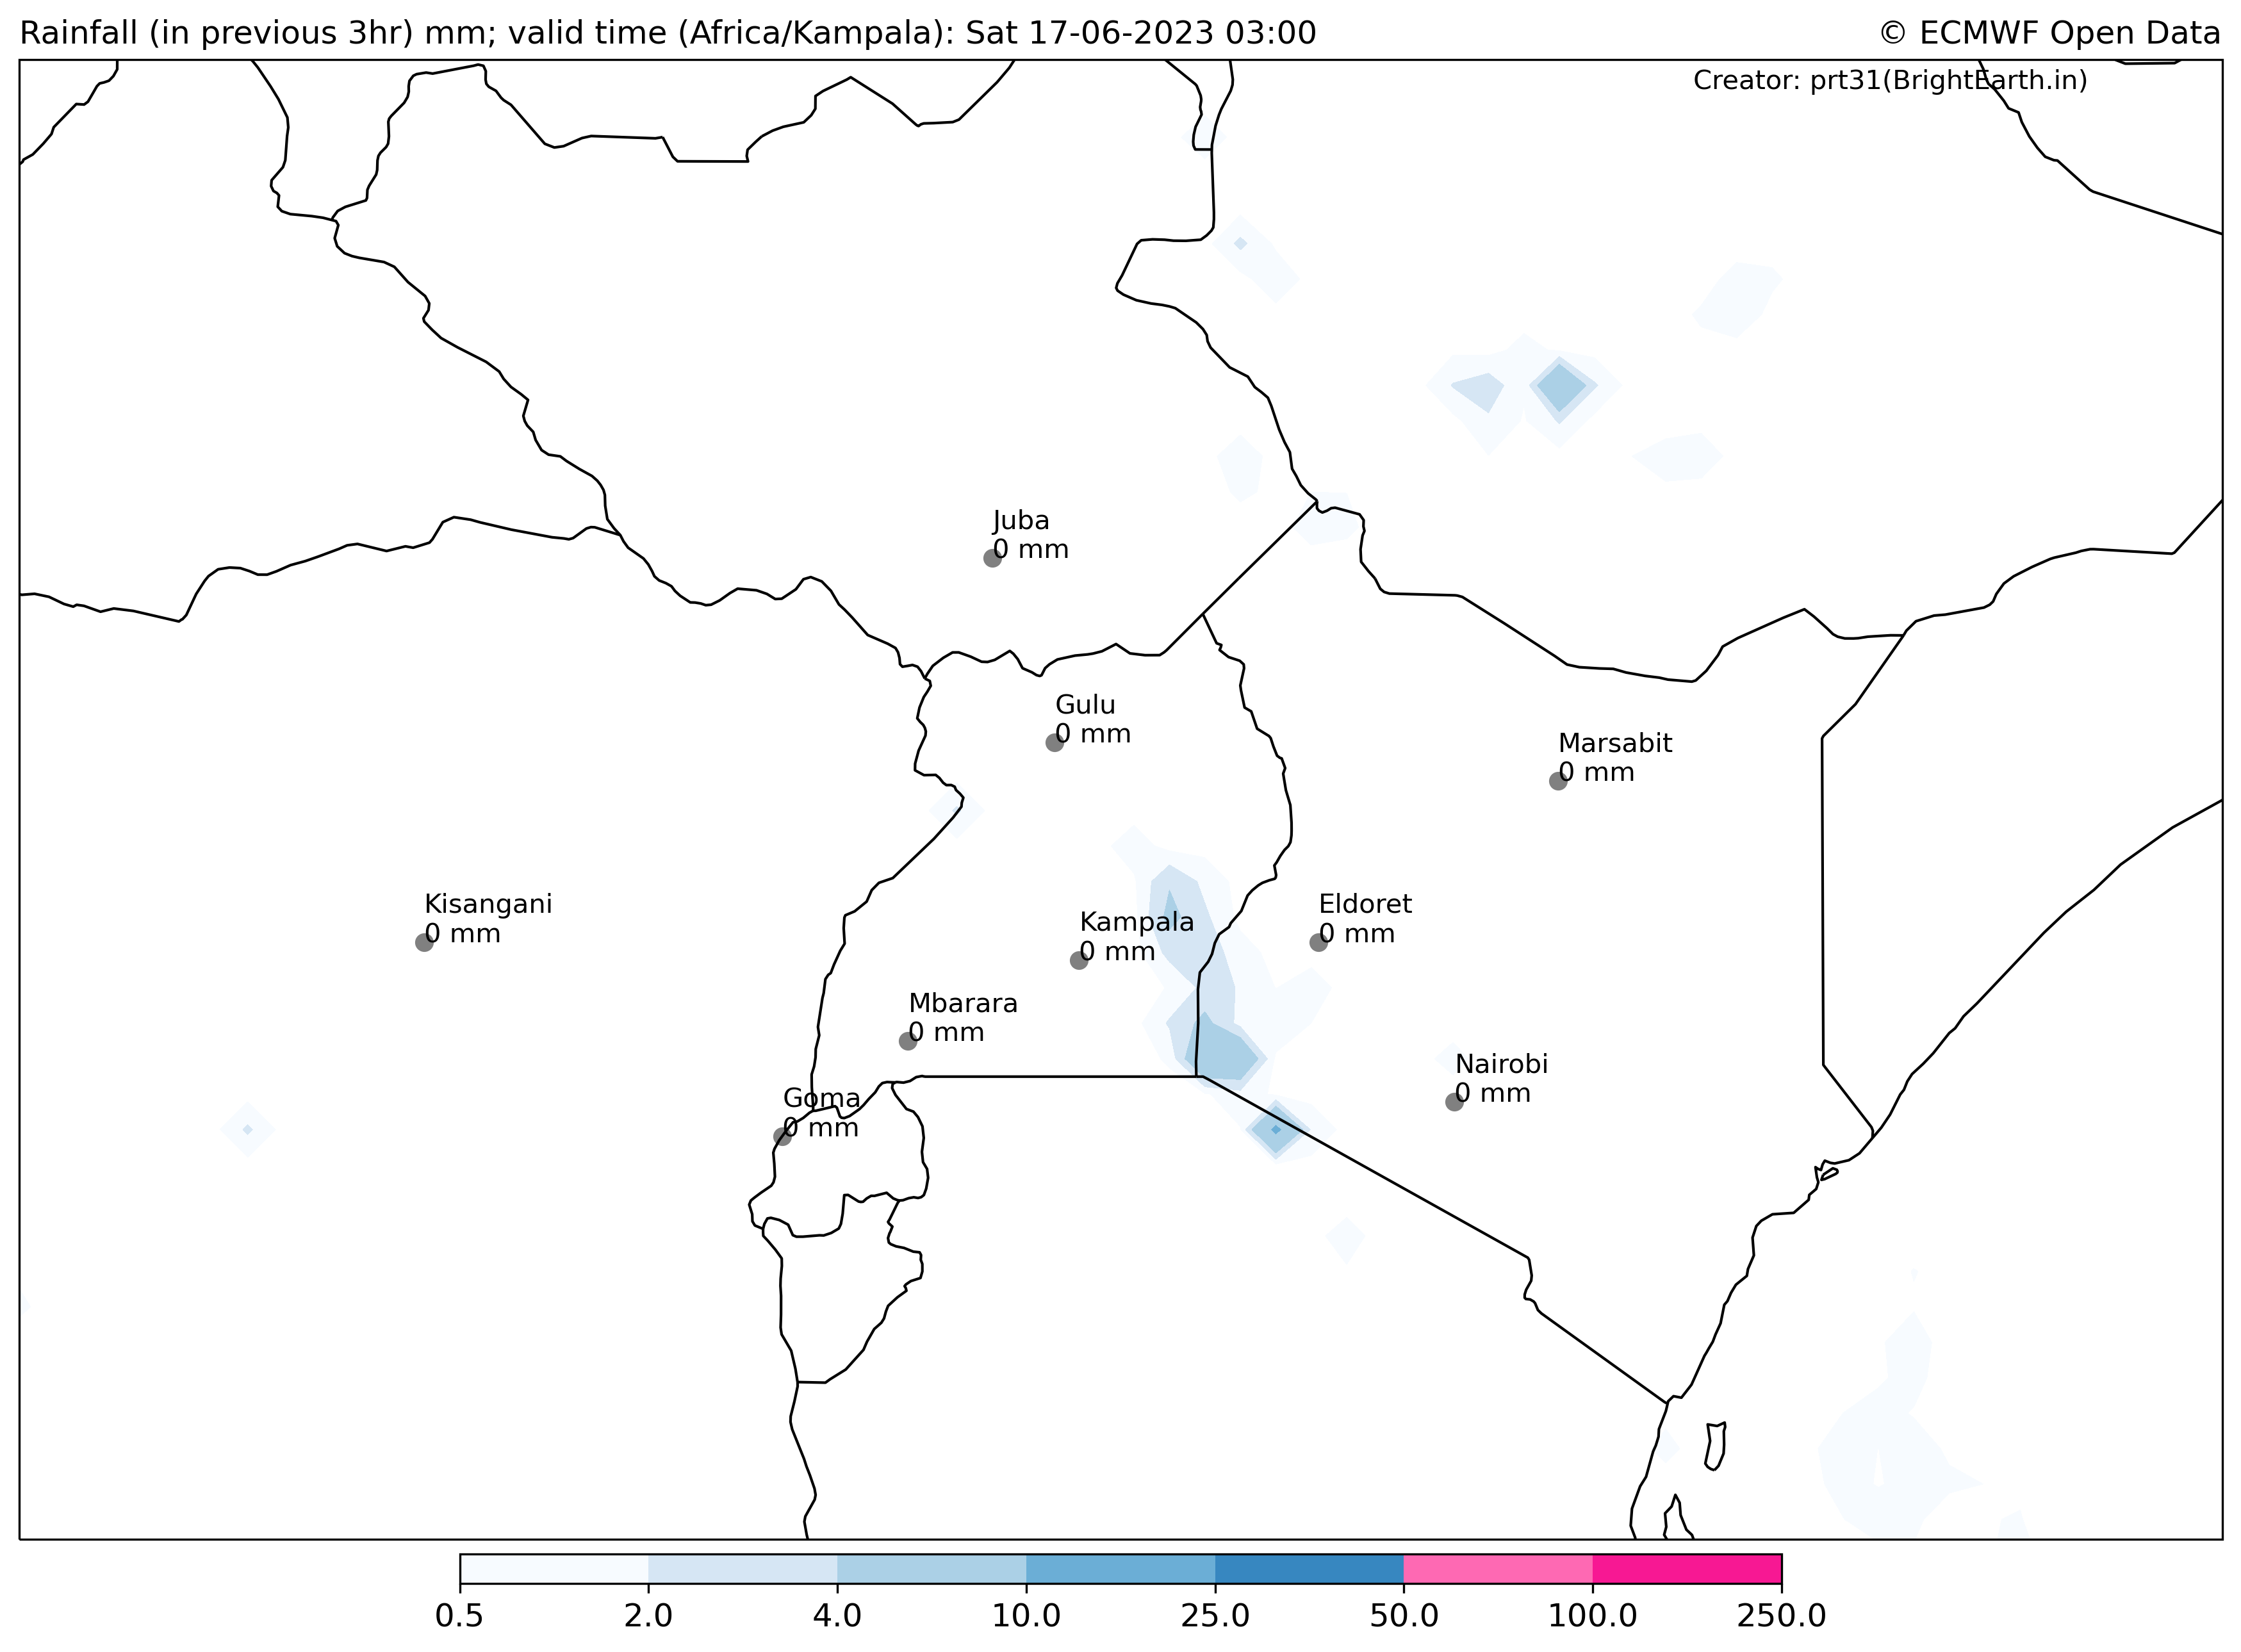 Rainfall (in previous 3hr) mm; valid time (Africa/Kampala): Sat 17-06-2023 03:00
© ECMWF Open Data
Creator: prt31(BrightEarth.in)
Juba
0 mm
Gulu
0 mm
Marsabit
0 mm
Kisangani
0 mm
Kampala
0 mm
Eldoret
0 mm
Mbarara
0 mm
Nairobi
0 mm
Goma
0 mm
0.5 2.0 4.0 10.0 25.0 50.0 100.0 250.0